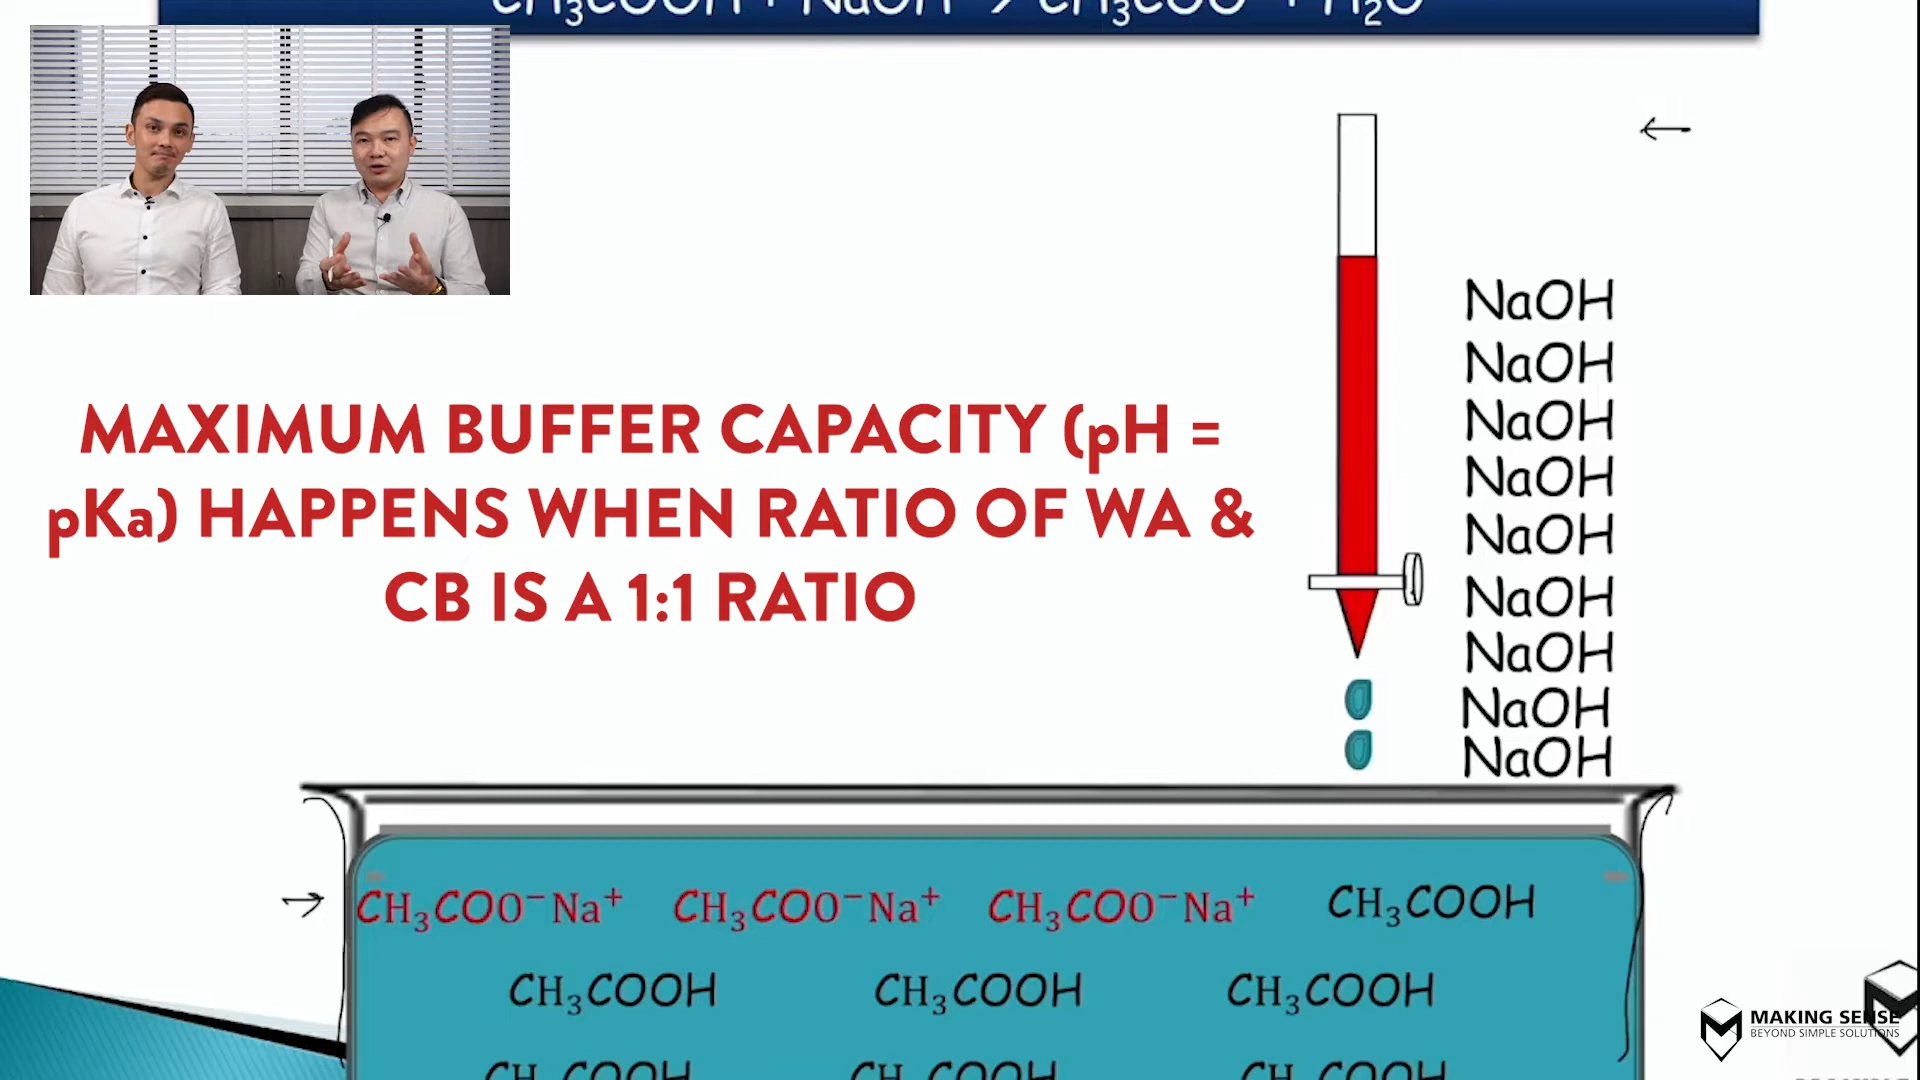 CH₃COOH + NaOH → CH₃COO⁻ + H₂O
NaOH
NaOH
NaOH
NaOH
NaOH
NaOH
NaOH
NaOH
NaOH
MAXIMUM BUFFER CAPACITY (pH =
pKa) HAPPENS WHEN RATIO OF WA &
CB IS A 1:1 RATIO
CH₃COO⁻Na⁺ CH₃COO⁻Na⁺ CH₃COO⁻Na⁺ CH₃COOH
CH₃COOH CH₃COOH CH₃COOH
CH₃COOH CH₃COOH CH₃COOH
MAKING SENSE
BEYOND SIMPLE SOLUTIONS